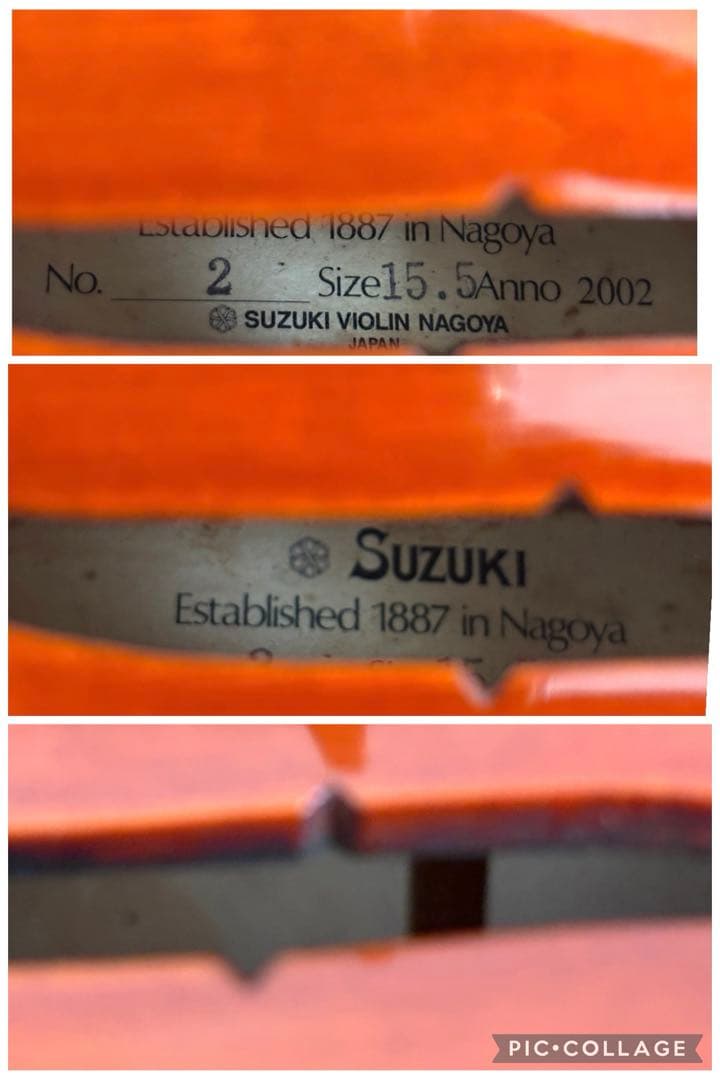 Established 1887 in Nagoya
No. 2 Size 15.5 Anno 2002
SUZUKI VIOLIN NAGOYA
JAPAN
SUZUKI
Established 1887 in Nagoya
PIC•COLLAGE